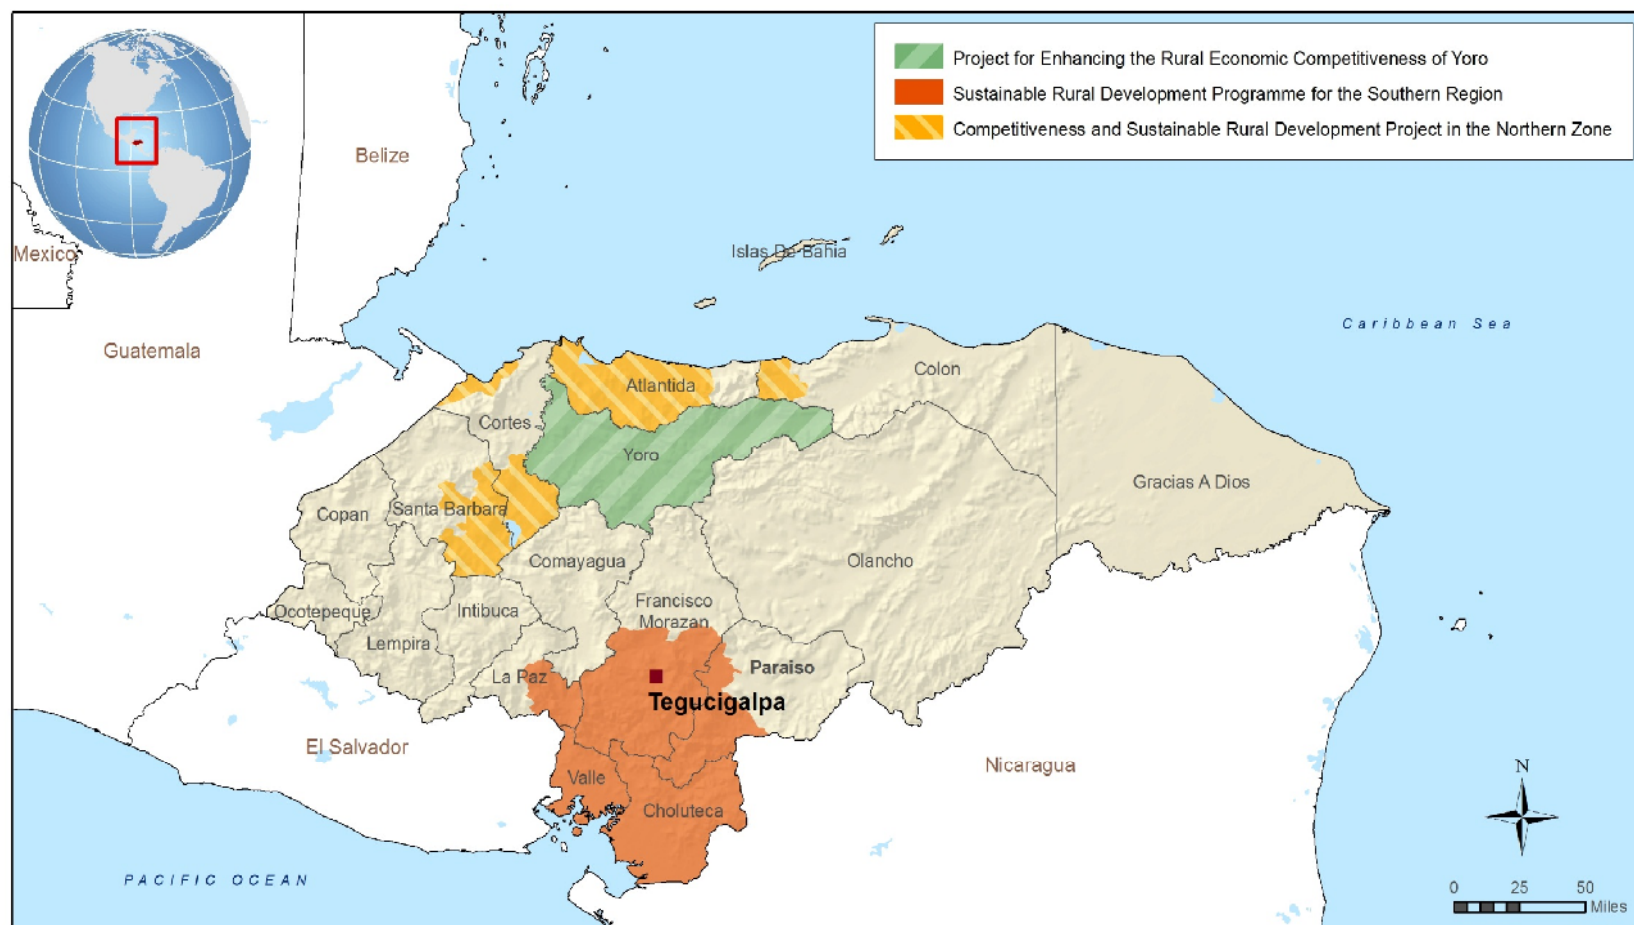 Project for Enhancing the Rural Economic Competitiveness of Yoro
Sustainable Rural Development Programme for the Southern Region
Competitiveness and Sustainable Rural Development Project in the Northern Zone
Belize
Mexico
Islas De Bahia
Caribbean Sea
Guatemala
Colon
Atlantida
Cortes
Yoro
Gracias A Dios
Santa Barbara
Copan
Comayagua
Olancho
Francisco
Morazan
Intibuca
Ocotepeque
Lempira
Paraiso
La Paz
Tegucigalpa
El Salvador
Nicaragua
Valle
Choluteca
N
PACIFIC OCEAN
0 25 50
Miles